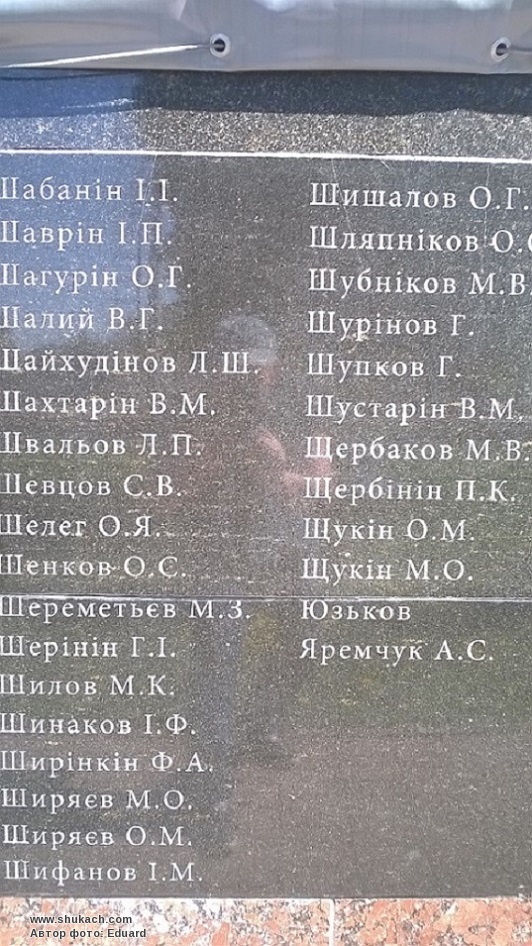 Шабанін І.І.
Шаврін І.П.
Шагурін О.Г.
Шалий В.Г.
Шайхудінов Л.Ш.
Шахтарін В.М.
Швальов Л.П.
Шевцов С.В.
Шелег О.Я.
Шенков О.С.
Шереметьєв М.З.
Шерінін Г.І.
Шилов М.К.
Шинаков І.Ф.
Ширінкін Ф.А.
Ширяєв М.О.
Ширяєв О.М.
Шифанов І.М.
Шишалов О.Г.
Шляпніков О.
Шубніков М.В.
Шурінов Г.
Шупков Г.
Шустарін В.М.
Щербаков М.В.
Щербінін П.К.
Щукін О.М.
Щукін М.О.
Юзьков
Яремчук А.С.
www.shukach.com
Автор фото: Eduard